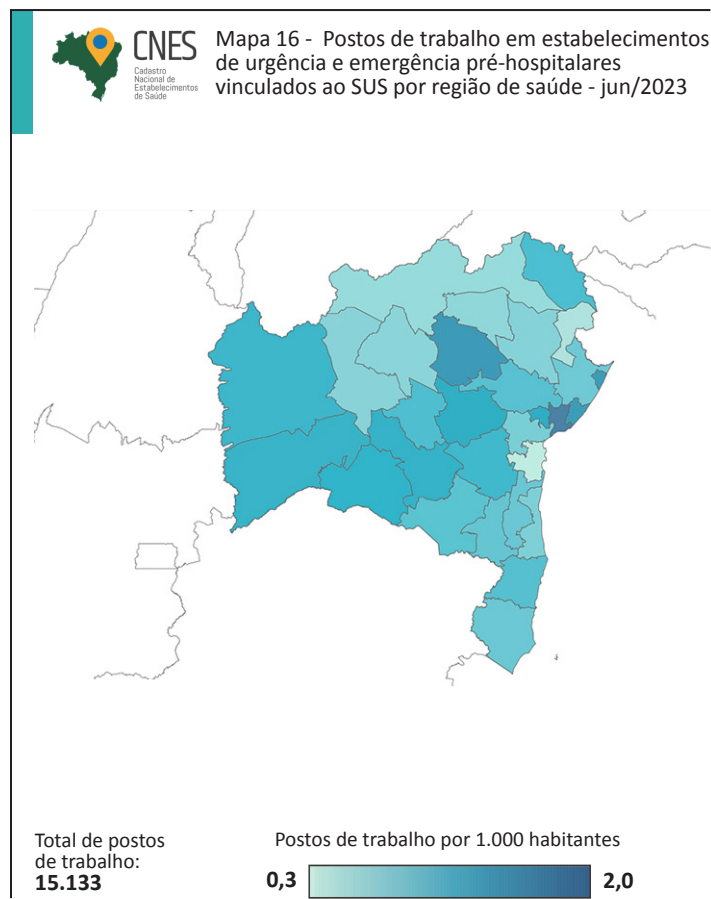 CNES
Cadastro
Nacional de
Estabelecimentos
de Saúde
Mapa 16 - Postos de trabalho em estabelecimentos
de urgência e emergência pré-hospitalares
vinculados ao SUS por região de saúde - jun/2023
Total de postos
de trabalho:
15.133
Postos de trabalho por 1.000 habitantes
0,3
2,0